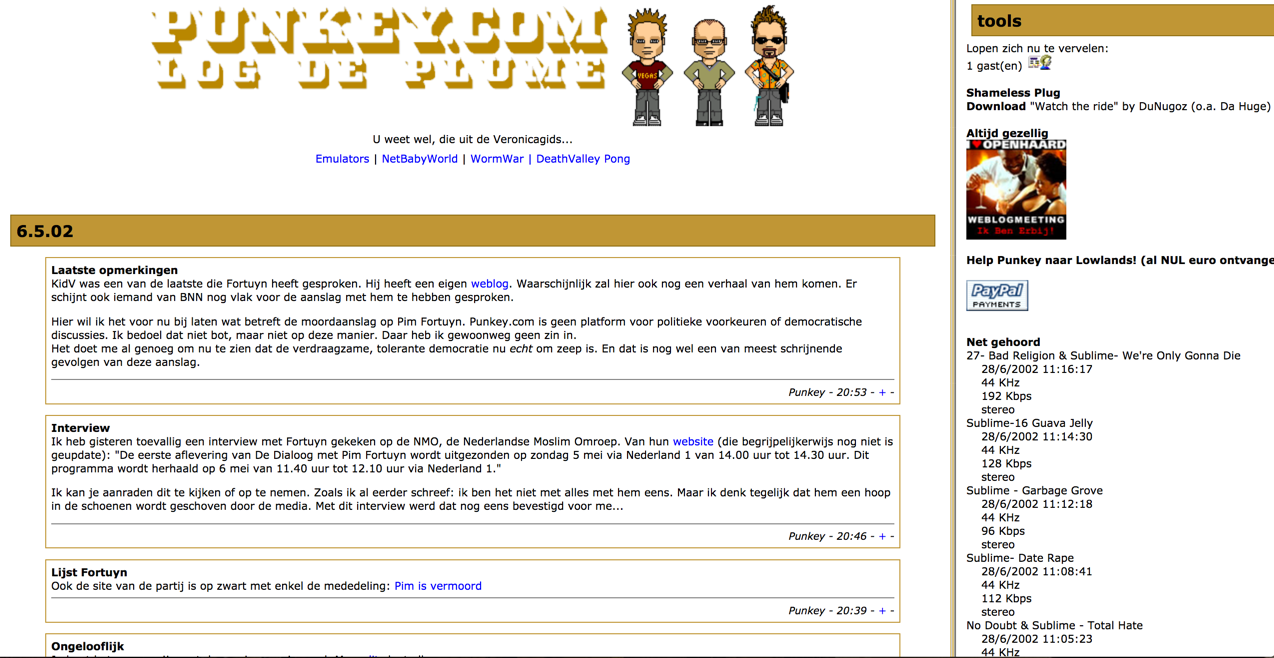 PUNKEY.COM
LOG DE PLUME
VEGAS
U weet wel, die uit de Veronicagids...
Emulators | NetBabyWorld | WormWar | DeathValley Pong
6.5.02
Laatste opmerkingen
KidV was een van de laatste die Fortuyn heeft gesproken. Hij heeft een eigen weblog. Waarschijnlijk zal hier ook nog een verhaal van hem komen. Er
schijnt ook iemand van BNN nog vlak voor de aanslag met hem te hebben gesproken.
Hier wil ik het voor nu bij laten wat betreft de moordaanslag op Pim Fortuyn. Punkey.com is geen platform voor politieke voorkeuren of democratische
discussies. Ik bedoel dat niet bot, maar niet op deze manier. Daar heb ik gewoonweg geen zin in.
Het doet me al genoeg om nu te zien dat de verdraagzame, tolerante democratie nu echt om zeep is. En dat is nog wel een van meest schrijnende
gevolgen van deze aanslag.
Punkey - 20:53 - + -
Interview
Ik heb gisteren toevallig een interview met Fortuyn gekeken op de NMO, de Nederlandse Moslim Omroep. Van hun website (die begrijpelijkerwijs nog niet is
geupdate): "De eerste aflevering van De Dialoog met Pim Fortuyn wordt uitgezonden op zondag 5 mei via Nederland 1 van 14.00 uur tot 14.30 uur. Dit
programma wordt herhaald op 6 mei van 11.40 uur tot 12.10 uur via Nederland 1."
Ik kan je aanraden dit te kijken of op te nemen. Zoals ik al eerder schreef: ik ben het niet met alles met hem eens. Maar ik denk tegelijk dat hem een hoop
in de schoenen wordt geschoven door de media. Met dit interview werd dat nog eens bevestigd voor me...
Punkey - 20:46 - + -
Lijst Fortuyn
Ook de site van de partij is op zwart met enkel de mededeling: Pim is vermoord
Punkey - 20:39 - + -
Ongelooflijk
tools
Lopen zich nu te vervelen:
1 gast(en)
Shameless Plug
Download "Watch the ride" by DuNugoz (o.a. Da Huge)
Altijd gezellig
I OPENHAARD
WEBLOGMEETING
Ik Ben Erbij!
Help Punkey naar Lowlands! (al NUL euro ontvange
PayPal
PAYMENTS
Net gehoord
27- Bad Religion & Sublime- We're Only Gonna Die
28/6/2002 11:16:17
44 KHz
192 Kbps
stereo
Sublime-16 Guava Jelly
28/6/2002 11:14:30
44 KHz
128 Kbps
stereo
Sublime - Garbage Grove
28/6/2002 11:12:18
44 KHz
96 Kbps
stereo
Sublime- Date Rape
28/6/2002 11:08:41
44 KHz
112 Kbps
stereo
No Doubt & Sublime - Total Hate
28/6/2002 11:05:23
44 KHz